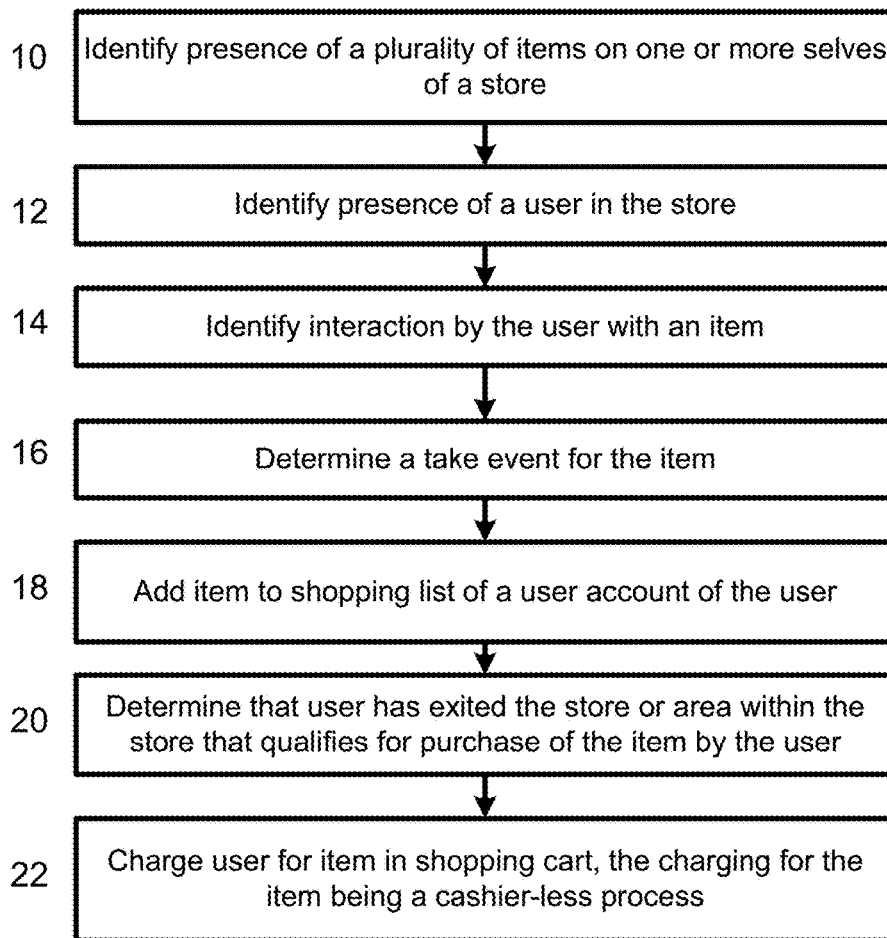 10
Identify presence of a plurality of items on one or more selves
of a store
12
Identify presence of a user in the store
14
Identify interaction by the user with an item
16
Determine a take event for the item
18
Add item to shopping list of a user account of the user
20
Determine that user has exited the store or area within the
store that qualifies for purchase of the item by the user
22
Charge user for item in shopping cart, the charging for the
item being a cashier-less process